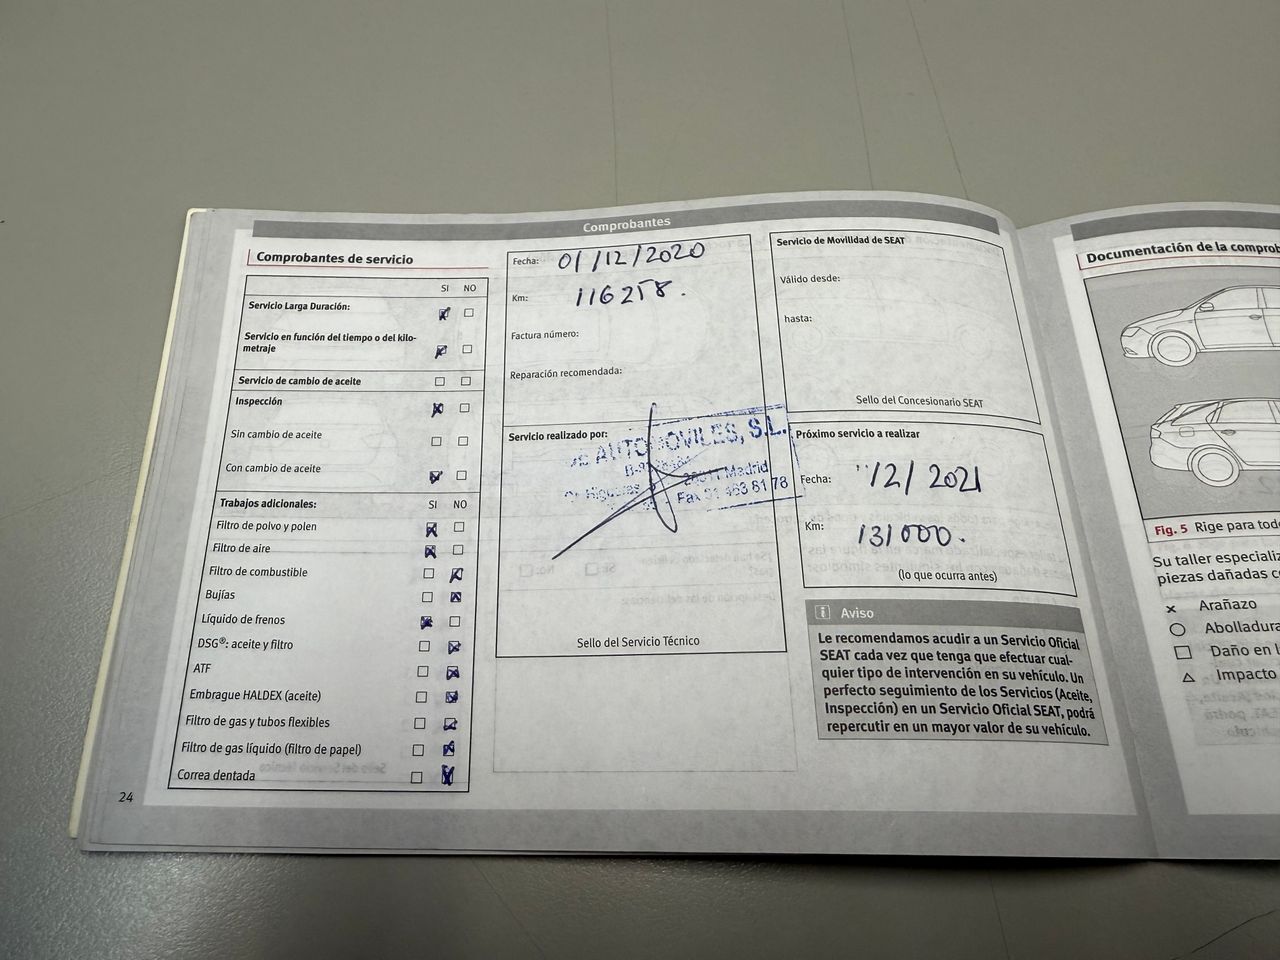 Comprobantes
Comprobantes de servicio
SI NO
Servicio Larga Duración:
Servicio en función del tiempo o del kilo-
metraje
Servicio de cambio de aceite
Inspección
Sin cambio de aceite
Con cambio de aceite
Trabajos adicionales: SI NO
Filtro de polvo y polen
Filtro de aire
Filtro de combustible
Bujías
Líquido de frenos
DSG®: aceite y filtro
ATF
Embrague HALDEX (aceite)
Filtro de gas y tubos flexibles
Filtro de gas líquido (filtro de papel)
Correa dentada
24
Fecha: 01/12/2020
Km: 116258.
Factura número:
Reparación recomendada:
Servicio realizado por:
AUTOMOVILES, S.L.
Madrid
Fax 91 463 61 78
Sello del Servicio Técnico
Servicio de Movilidad de SEAT
Válido desde:
hasta:
Sello del Concesionario SEAT
Próximo servicio a realizar
Fecha: "/12/2021
Km: 131000.
(lo que ocurra antes)
i Aviso
Le recomendamos acudir a un Servicio Oficial
SEAT cada vez que tenga que efectuar cual-
quier tipo de intervención en su vehículo. Un
perfecto seguimiento de los Servicios (Aceite,
Inspección) en un Servicio Oficial SEAT, podrá
repercutir en un mayor valor de su vehículo.
Documentación de la comprob
Fig. 5 Rige para tod
Su taller especializ
piezas dañadas c
Arañazo
Abolladura
Daño en l
Impacto